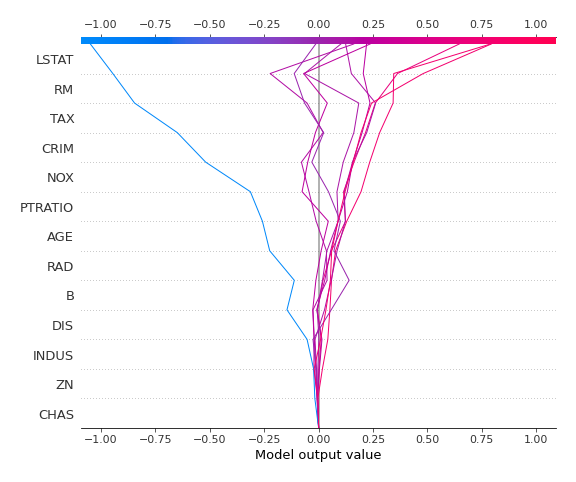 −1.00 −0.75 −0.50 −0.25 0.00 0.25 0.50 0.75 1.00
LSTAT
RM
TAX
CRIM
NOX
PTRATIO
AGE
RAD
B
DIS
INDUS
ZN
CHAS
−1.00 −0.75 −0.50 −0.25 0.00 0.25 0.50 0.75 1.00
Model output value